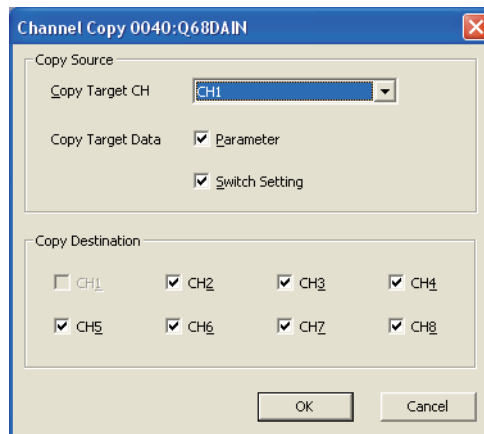 Channel Copy 0040:Q68DAIN
Copy Source
Copy Target CH
CH1
Copy Target Data
Parameter
Switch Setting
Copy Destination
CH1 CH2 CH3 CH4
CH5 CH6 CH7 CH8
OK Cancel